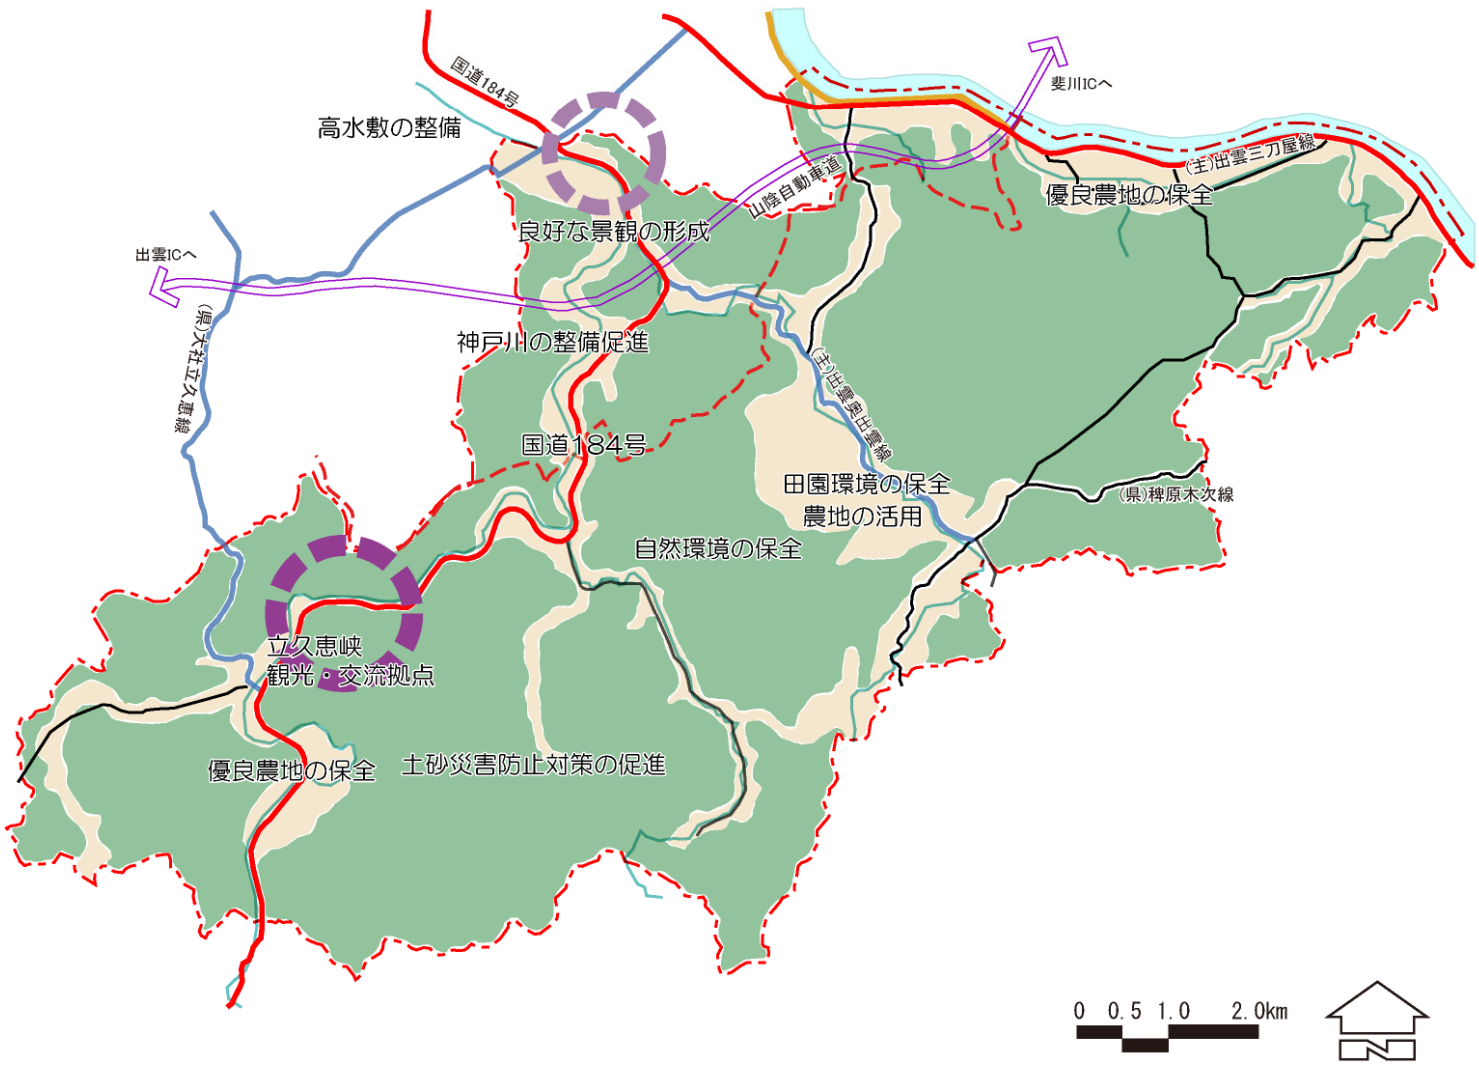 国道184号
斐川ICへ
高水敷の整備
(主)出雲三刀屋線
山陰自動車道
優良農地の保全
良好な景観の形成
出雲ICへ
(県)大社立久恵線
神戸川の整備促進
(主)出雲奥出雲線
国道184号
田園環境の保全
農地の活用
(県)稗原木次線
自然環境の保全
立久恵峡
観光・交流拠点
優良農地の保全
土砂災害防止対策の促進
0 0.5 1.0 2.0km
N